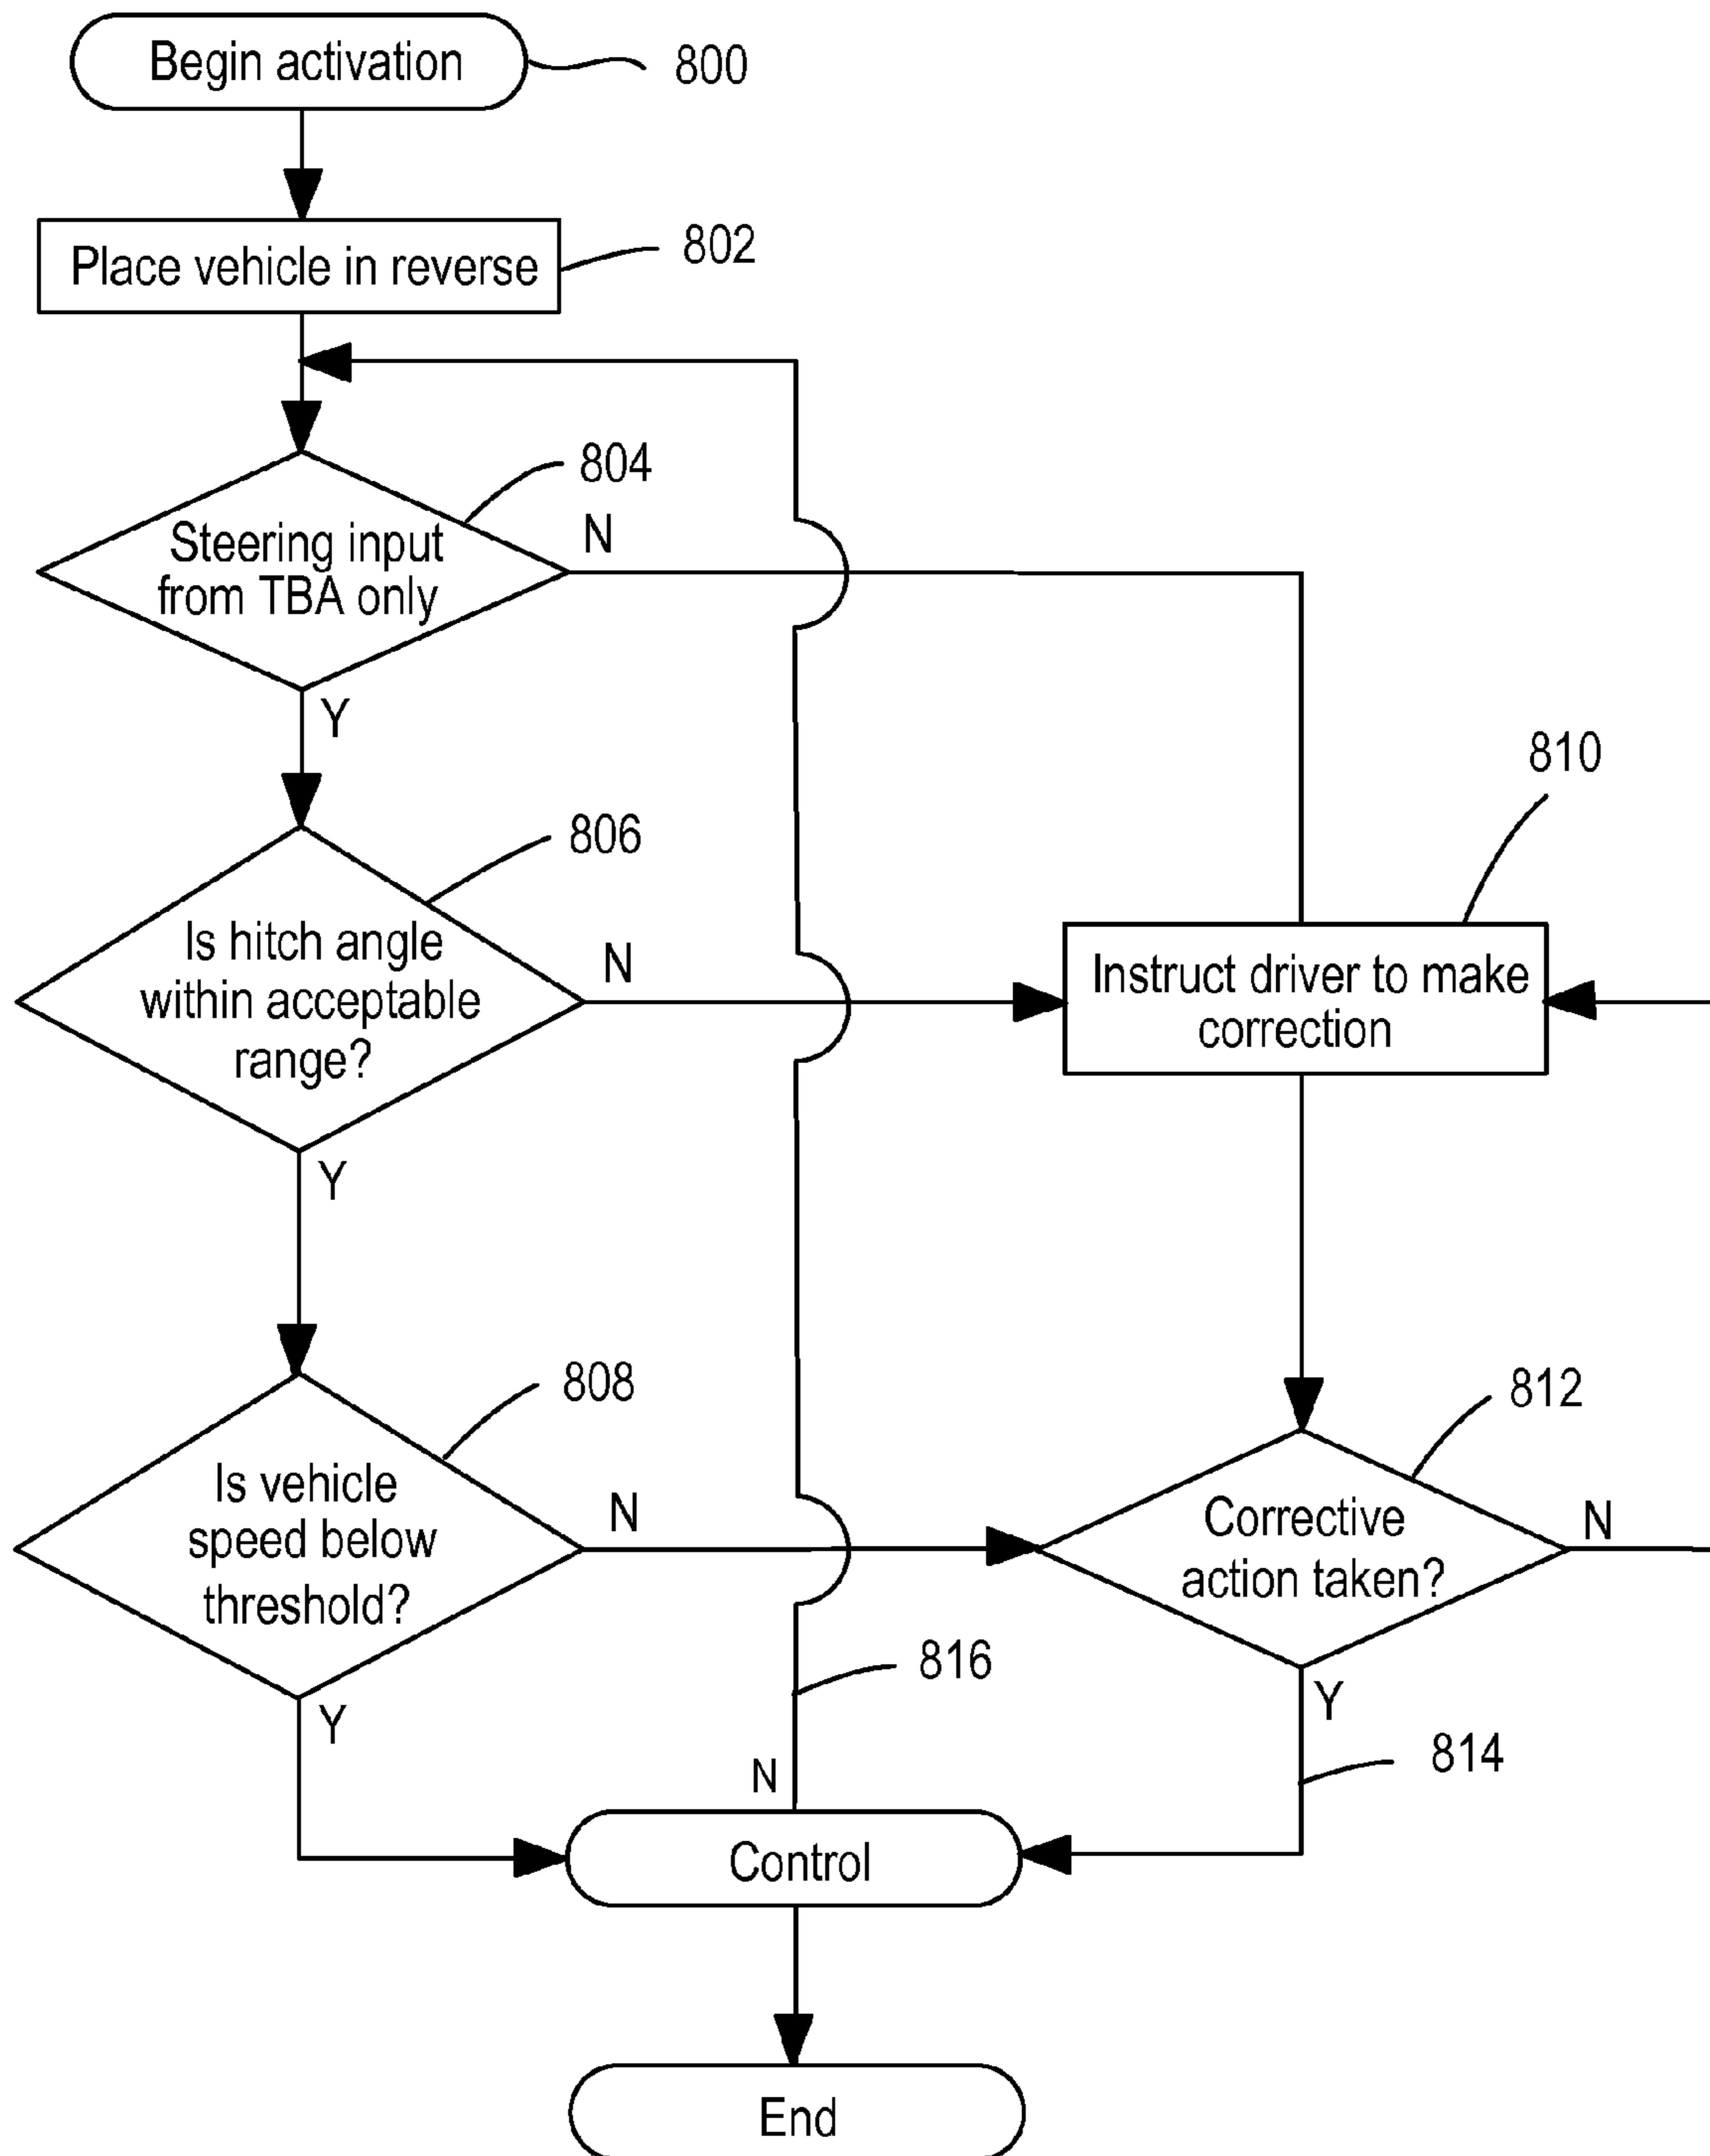 Begin activation
800
Place vehicle in reverse
802
804
Steering input
from TBA only
N
Y
806
Is hitch angle
within acceptable
range?
N
Y
810
Instruct driver to make
correction
808
Is vehicle
speed below
threshold?
N
Y
812
Corrective
action taken?
N
Y
816
814
N
Control
End